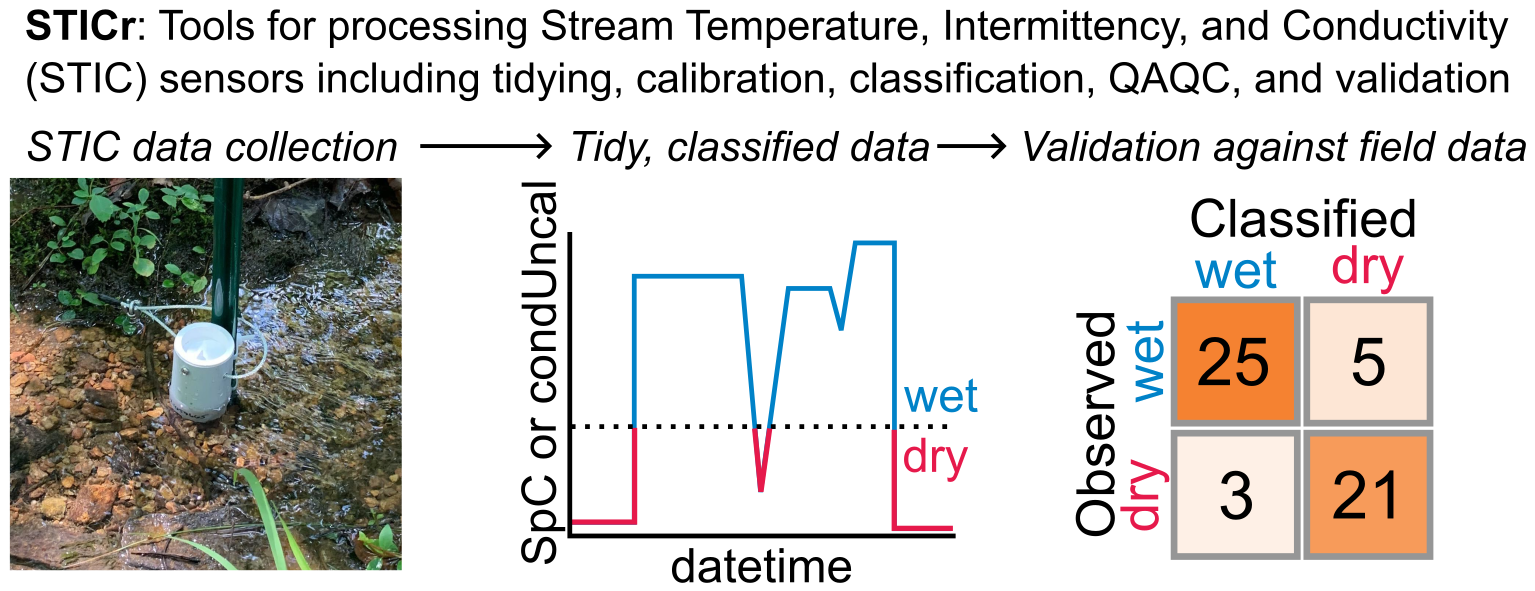 STICr: Tools for processing Stream Temperature, Intermittency, and Conductivity
(STIC) sensors including tidying, calibration, classification, QAQC, and validation
STIC data collection
Tidy, classified data
Validation against field data
SpC or condUncal
wet
dry
datetime
Classified
wet
dry
Observed
wet
dry
25
5
3
21